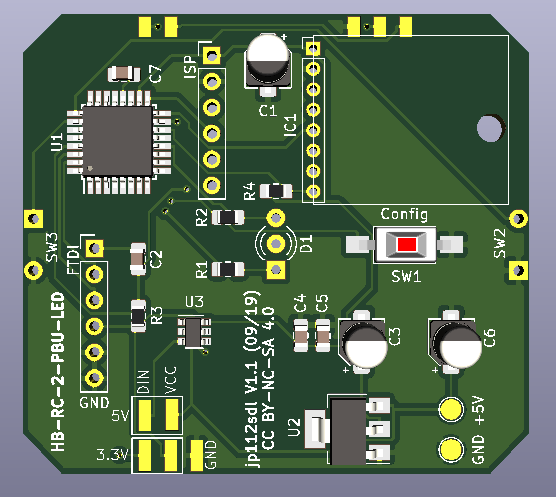 C7
ISP
C1
U1
IC1
R4
R2
Config
SW3
FTDI
C2
D1
SW2
R1
SW1
HB-RC-2-PBU-LED
R3
U3
C4
C5
C3
C6
jp112sdl V1.1 (09/19)
CC BY-NC-SA 4.0
DIN
VCC
GND
5V
U2
+5V
3.3V
GND
GND